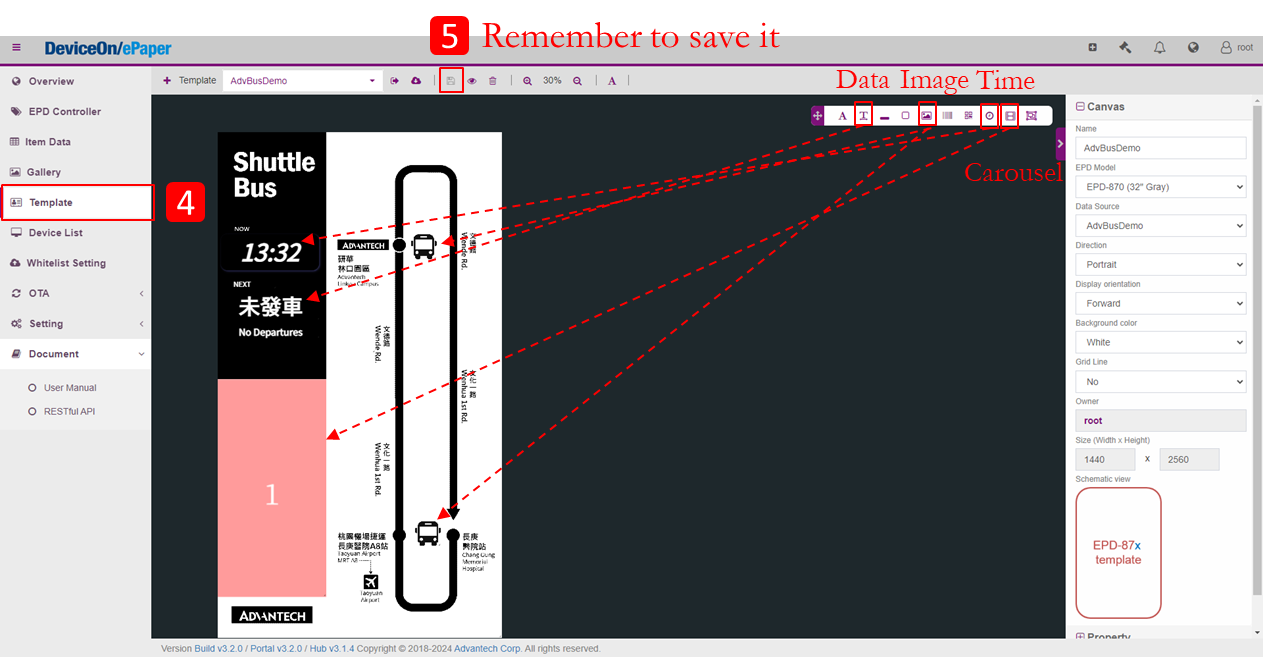 5 Remember to save it
DeviceOn/ePaper
root
Overview
EPD Controller
Item Data
Gallery
Template
4
Device List
Whitelist Setting
OTA
Setting
Document
User Manual
RESTful API
Template
AdvBusDemo
30%
A
Data Image Time
A
T
Carousel
Shuttle
Bus
NOW
13:32
NEXT
未發車
No Departures
1
ADVANTECH
ADVANTECH
研華
林口園區
Advantech
Linkou Campus
文德路
Wende Rd.
文德路
Wende Rd.
文化一路
Wenhua 1st Rd.
文化一路
Wenhua 1st Rd.
桃園機場捷運
長庚醫院A8站
Taoyuan Airport
MRT A8
Taoyuan
Airport
長庚
醫院站
Chang Gung
Memorial
Hospital
Canvas
Name
AdvBusDemo
EPD Model
EPD-870 (32" Gray)
Data Source
AdvBusDemo
Direction
Portrait
Display orientation
Forward
Background color
White
Grid Line
No
Owner
root
Size (Width x Height)
1440 x 2560
Schematic view
EPD-87x
template
Property
Version Build v3.2.0 / Portal v3.2.0 / Hub v3.1.4 Copyright © 2018-2024 Advantech Corp. All rights reserved.